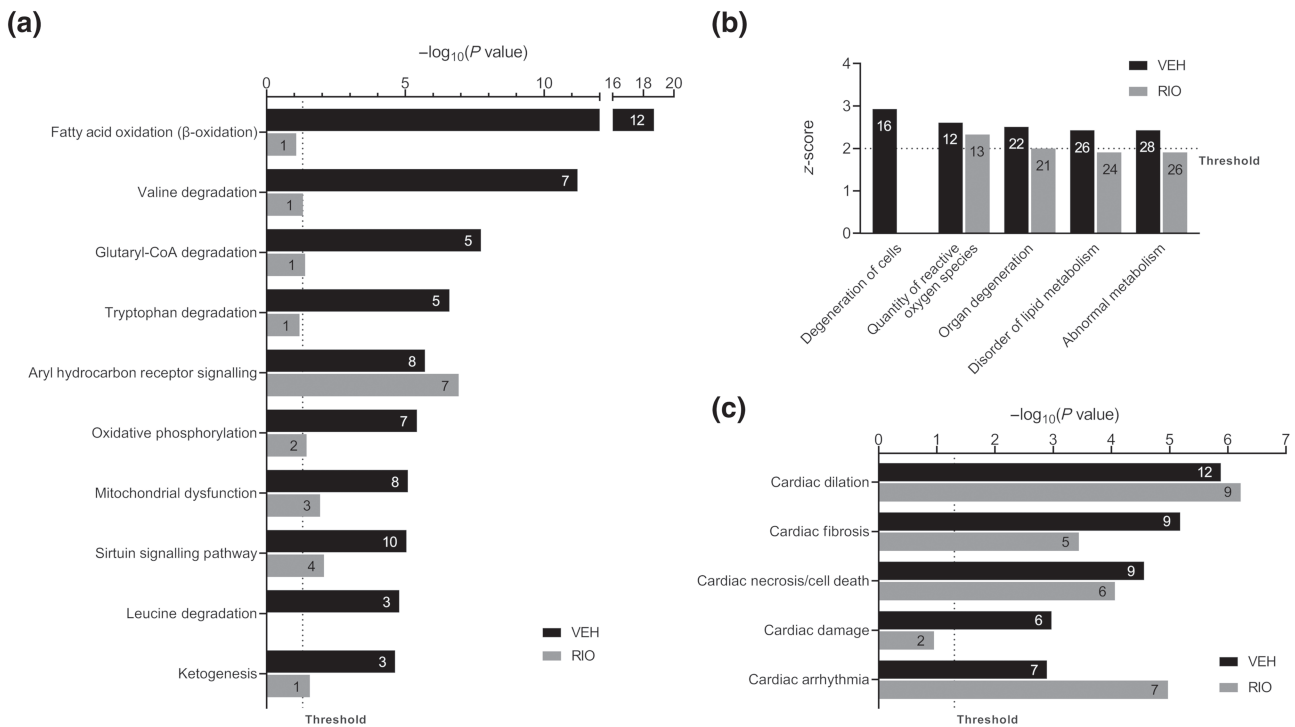 (a)
–log10(P value)
0 5 10 16 18 20
Fatty acid oxidation (β-oxidation)
12
1
Valine degradation
7
1
Glutaryl-CoA degradation
5
1
Tryptophan degradation
5
1
Aryl hydrocarbon receptor signalling
8
7
Oxidative phosphorylation
7
2
Mitochondrial dysfunction
8
3
Sirtuin signalling pathway
10
4
Leucine degradation
3
Ketogenesis
3
1
VEH
RIO
Threshold
(b)
z-score
4
3
2
1
0
VEH
RIO
16
12
13
22
21
26
24
28
26
Threshold
Degeneration of cells
Quantity of reactive
oxygen species
Organ degeneration
Disorder of lipid metabolism
Abnormal metabolism
(c)
–log10(P value)
0 1 2 3 4 5 6 7
Cardiac dilation
12
9
Cardiac fibrosis
9
5
Cardiac necrosis/cell death
9
6
Cardiac damage
6
2
Cardiac arrhythmia
7
7
VEH
RIO
Threshold